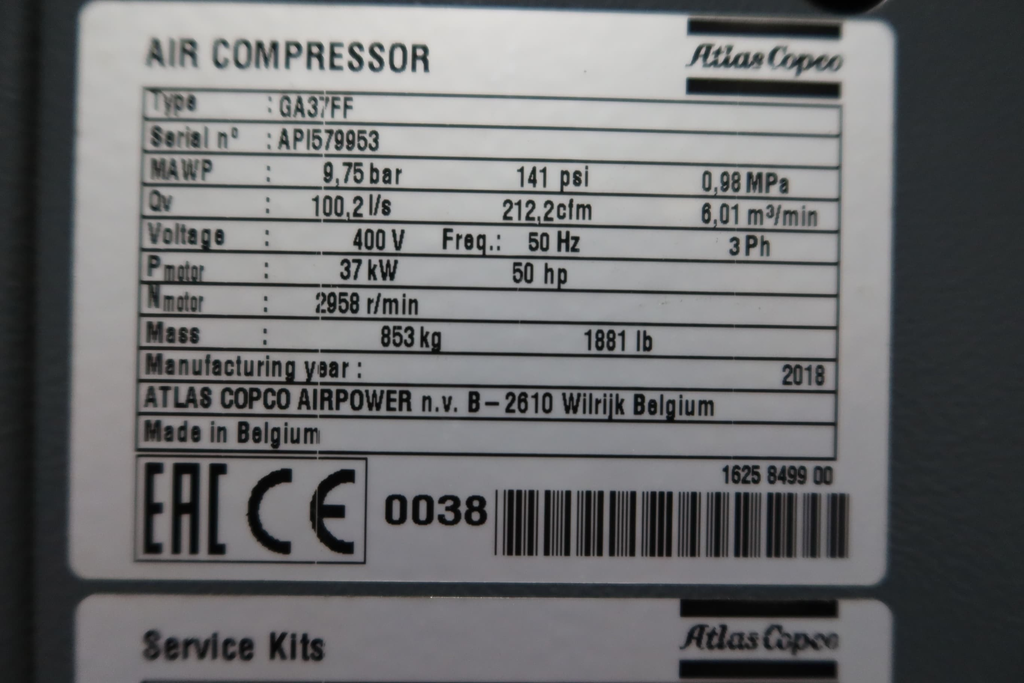 AIR COMPRESSOR
Atlas Copco
Type : GA37FF
Serial n° : API579953
MAWP : 9,75 bar 141 psi 0,98 MPa
Qv : 100,2 l/s 212,2cfm 6,01 m³/min
Voltage : 400 V Freq.: 50 Hz 3 Ph
Pmotor : 37 kW 50 hp
Nmotor : 2958 r/min
Mass : 853 kg 1881 lb
Manufacturing year : 2018
ATLAS COPCO AIRPOWER n.v. B – 2610 Wilrijk Belgium
Made in Belgium
1625 8499 00
EAC CE 0038
Service Kits
Atlas Copco